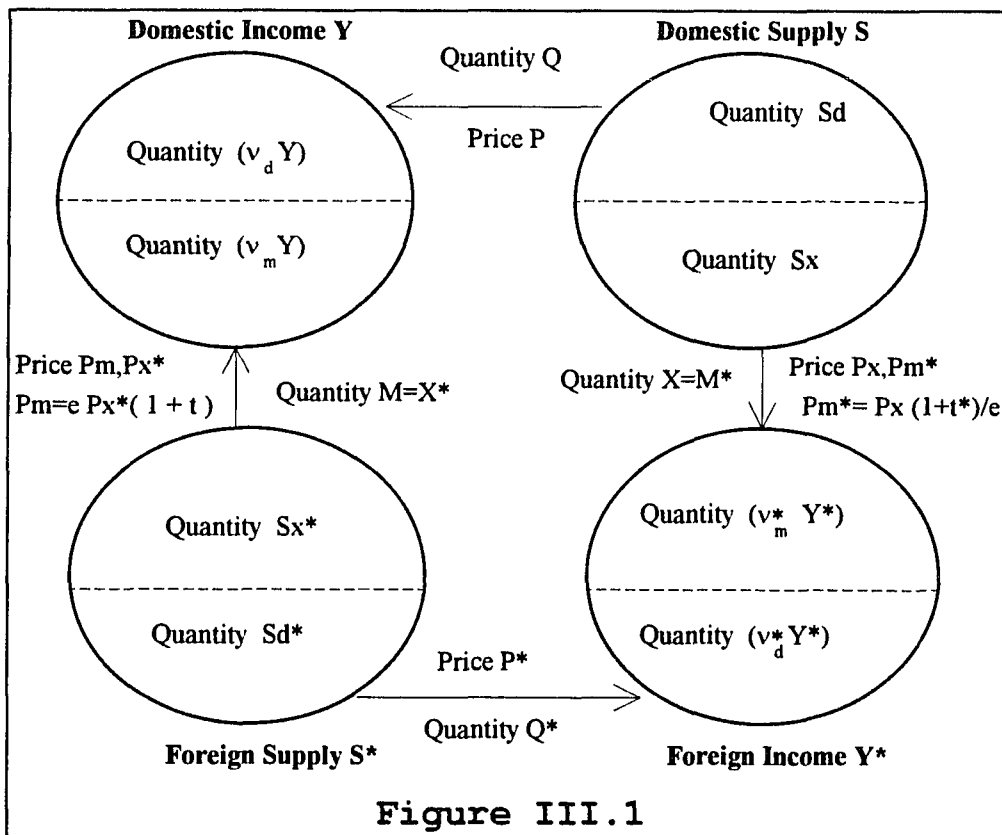 Domestic Income Y
Domestic Supply S
Quantity Q
Price P
Quantity (ν_d Y)
Quantity (ν_m Y)
Quantity Sd
Quantity Sx
Price Pm,Px*
Pm=e Px*( 1 + t )
Quantity M=X*
Quantity X=M*
Price Px,Pm*
Pm*= Px (1+t*)/e
Quantity Sx*
Quantity Sd*
Quantity (ν*_m Y*)
Quantity (ν*_d Y*)
Price P*
Quantity Q*
Foreign Supply S*
Foreign Income Y*
Figure III.1